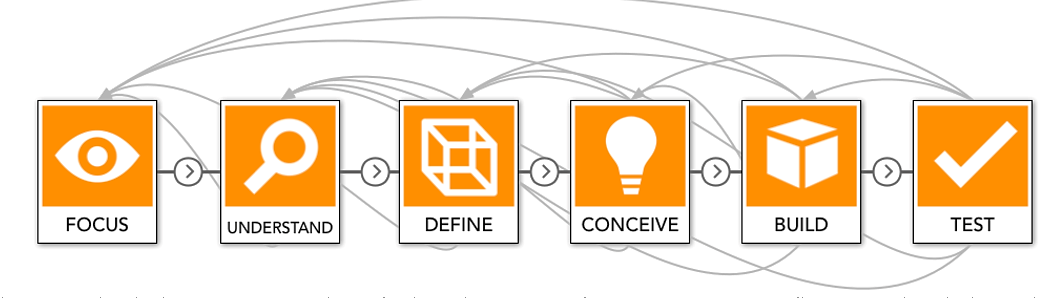 FOCUS
UNDERSTAND
DEFINE
CONCEIVE
BUILD
TEST